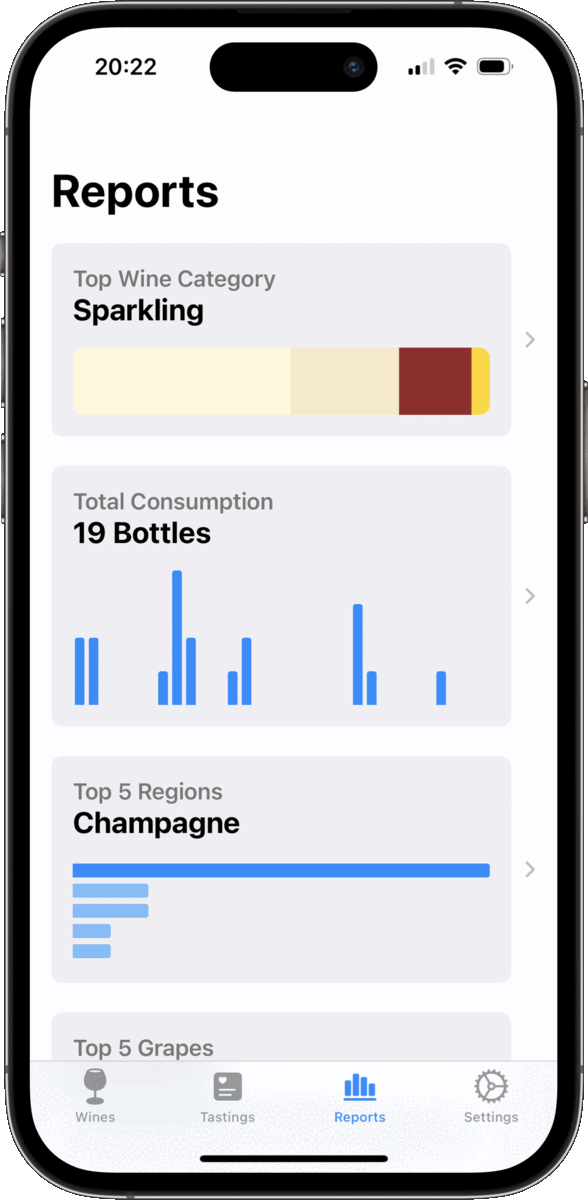 20:22
Reports
Top Wine Category
Sparkling
Total Consumption
19 Bottles
Top 5 Regions
Champagne
Top 5 Grapes
Wines
Tastings
Reports
Settings